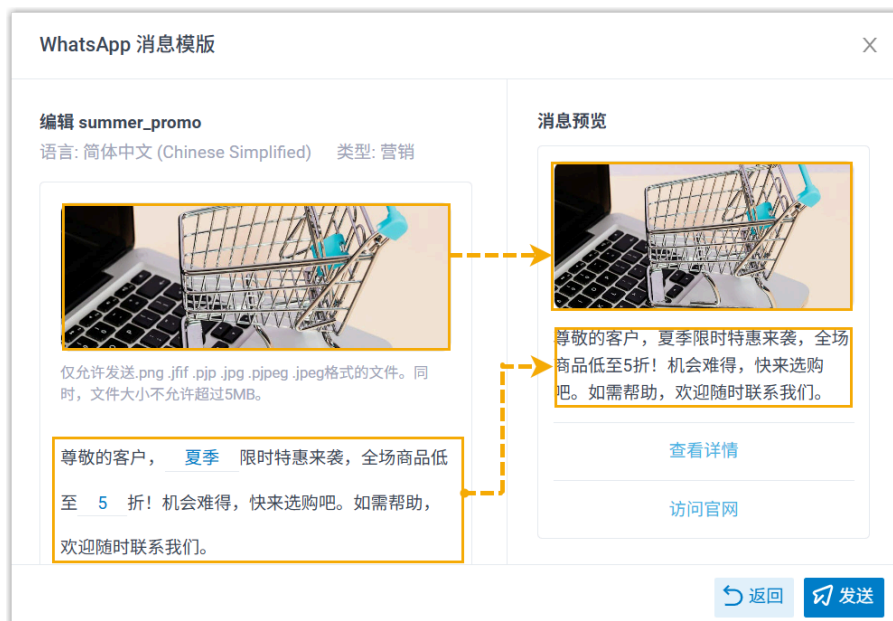 WhatsApp 消息模版
编辑 summer_promo
语言: 简体中文 (Chinese Simplified) 类型: 营销
仅允许发送.png .jfif .pjp .jpg .pjpeg .jpeg格式的文件。同
时，文件大小不允许超过5MB。
尊敬的客户， 夏季 限时特惠来袭，全场商品低
至 5 折！机会难得，快来选购吧。如需帮助，
欢迎随时联系我们。
消息预览
尊敬的客户，夏季限时特惠来袭，全场
商品低至5折！机会难得，快来选购
吧。如需帮助，欢迎随时联系我们。
查看详情
访问官网
返回
发送